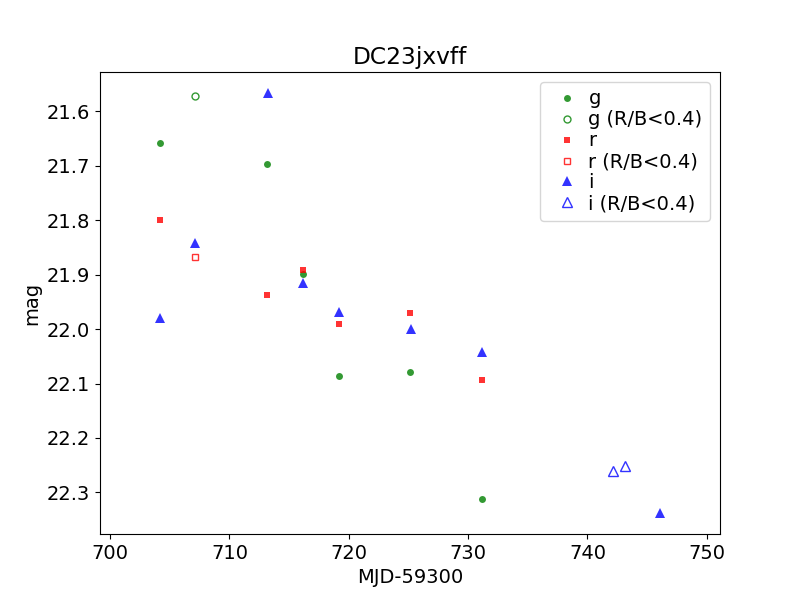 DC23jxvff
g
g (R/B<0.4)
r
r (R/B<0.4)
i
i (R/B<0.4)
21.6
21.7
21.8
21.9
22.0
22.1
22.2
22.3
mag
700 710 720 730 740 750
MJD-59300